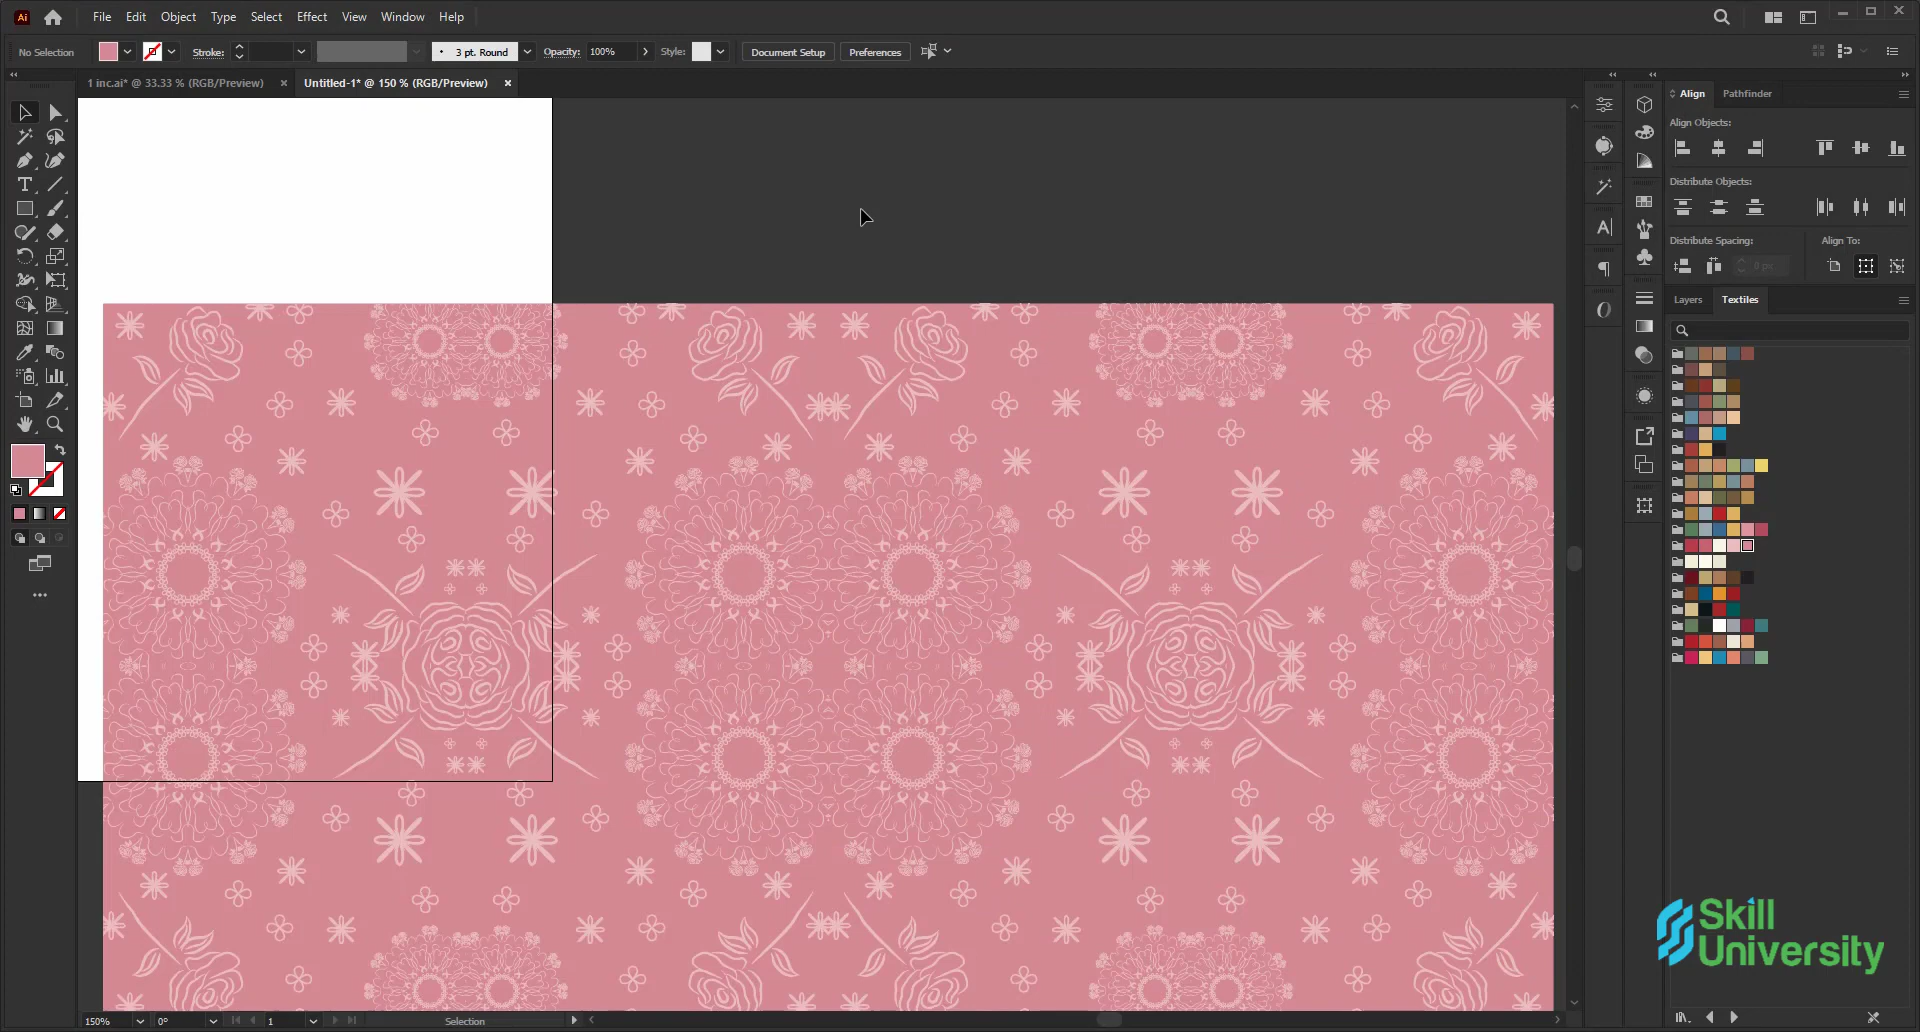 Ai File Edit Object Type Select Effect View Window Help
No Selection Stroke: 3 pt. Round Opacity: 100% Style: Document Setup Preferences
1 inc.ai* @ 33.33 % (RGB/Preview) Untitled-1* @ 150 % (RGB/Preview)
Align Pathfinder
Align Objects:
Distribute Objects:
Distribute Spacing: Align To:
0 px
Layers Textiles
Skill
University
150% 0° 1 Selection